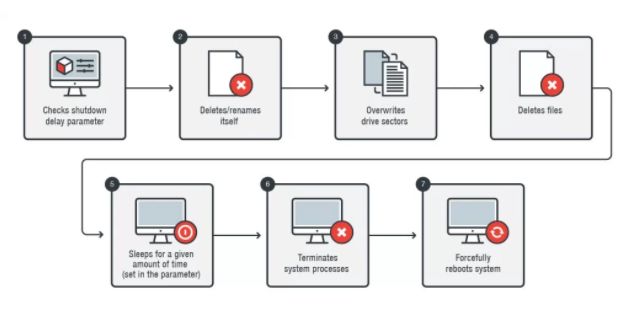 1
Checks shutdown
delay parameter
2
Deletes/renames
itself
3
Overwrites
drive sectors
4
Deletes files
5
Sleeps for a given
amount of time
(set in the parameter)
6
Terminates
system processes
7
Forcefully
reboots system